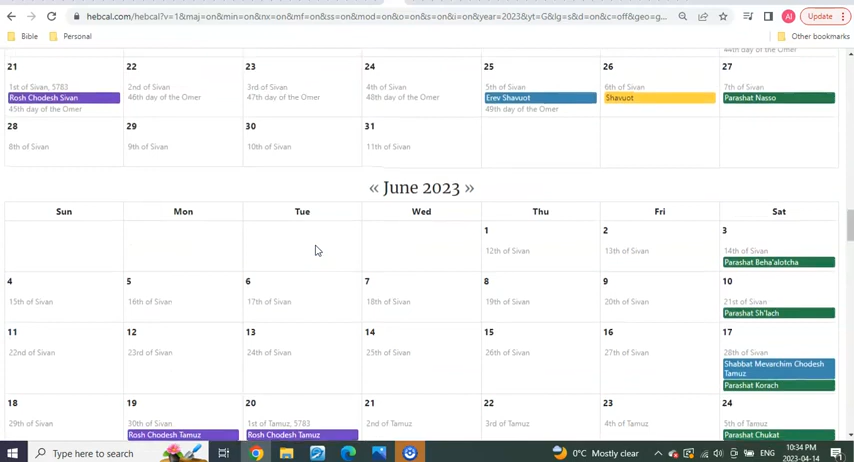 hebcal.com/hebcal?v=1&maj=on&min=on&nx=on&mf=on&ss=on&mod=on&o=on&s=on&i=on&year=2023&yt=G&lg=s&d=on&c=off&geo=g...
AI
Update
Bible
Personal
Other bookmarks
44th day of the Omer
21 22 23 24 25 26 27
1st of Sivan, 5783 2nd of Sivan 3rd of Sivan 4th of Sivan 5th of Sivan 6th of Sivan 7th of Sivan
Rosh Chodesh Sivan 46th day of the Omer 47th day of the Omer 48th day of the Omer Erev Shavuot Shavuot Parashat Nasso
45th day of the Omer 49th day of the Omer
28 29 30 31
8th of Sivan 9th of Sivan 10th of Sivan 11th of Sivan
« June 2023 »
Sun Mon Tue Wed Thu Fri Sat
1 2 3
12th of Sivan 13th of Sivan 14th of Sivan
Parashat Beha'alotcha
4 5 6 7 8 9 10
15th of Sivan 16th of Sivan 17th of Sivan 18th of Sivan 19th of Sivan 20th of Sivan 21st of Sivan
Parashat Sh'lach
11 12 13 14 15 16 17
22nd of Sivan 23rd of Sivan 24th of Sivan 25th of Sivan 26th of Sivan 27th of Sivan 28th of Sivan
Shabbat Mevarchim Chodesh
Tamuz
Parashat Korach
18 19 20 21 22 23 24
29th of Sivan 30th of Sivan 1st of Tamuz, 5783 2nd of Tamuz 3rd of Tamuz 4th of Tamuz 5th of Tamuz
Rosh Chodesh Tamuz Rosh Chodesh Tamuz Parashat Chukat
Type here to search
0°C Mostly clear
ENG
10:34 PM
2023-04-14